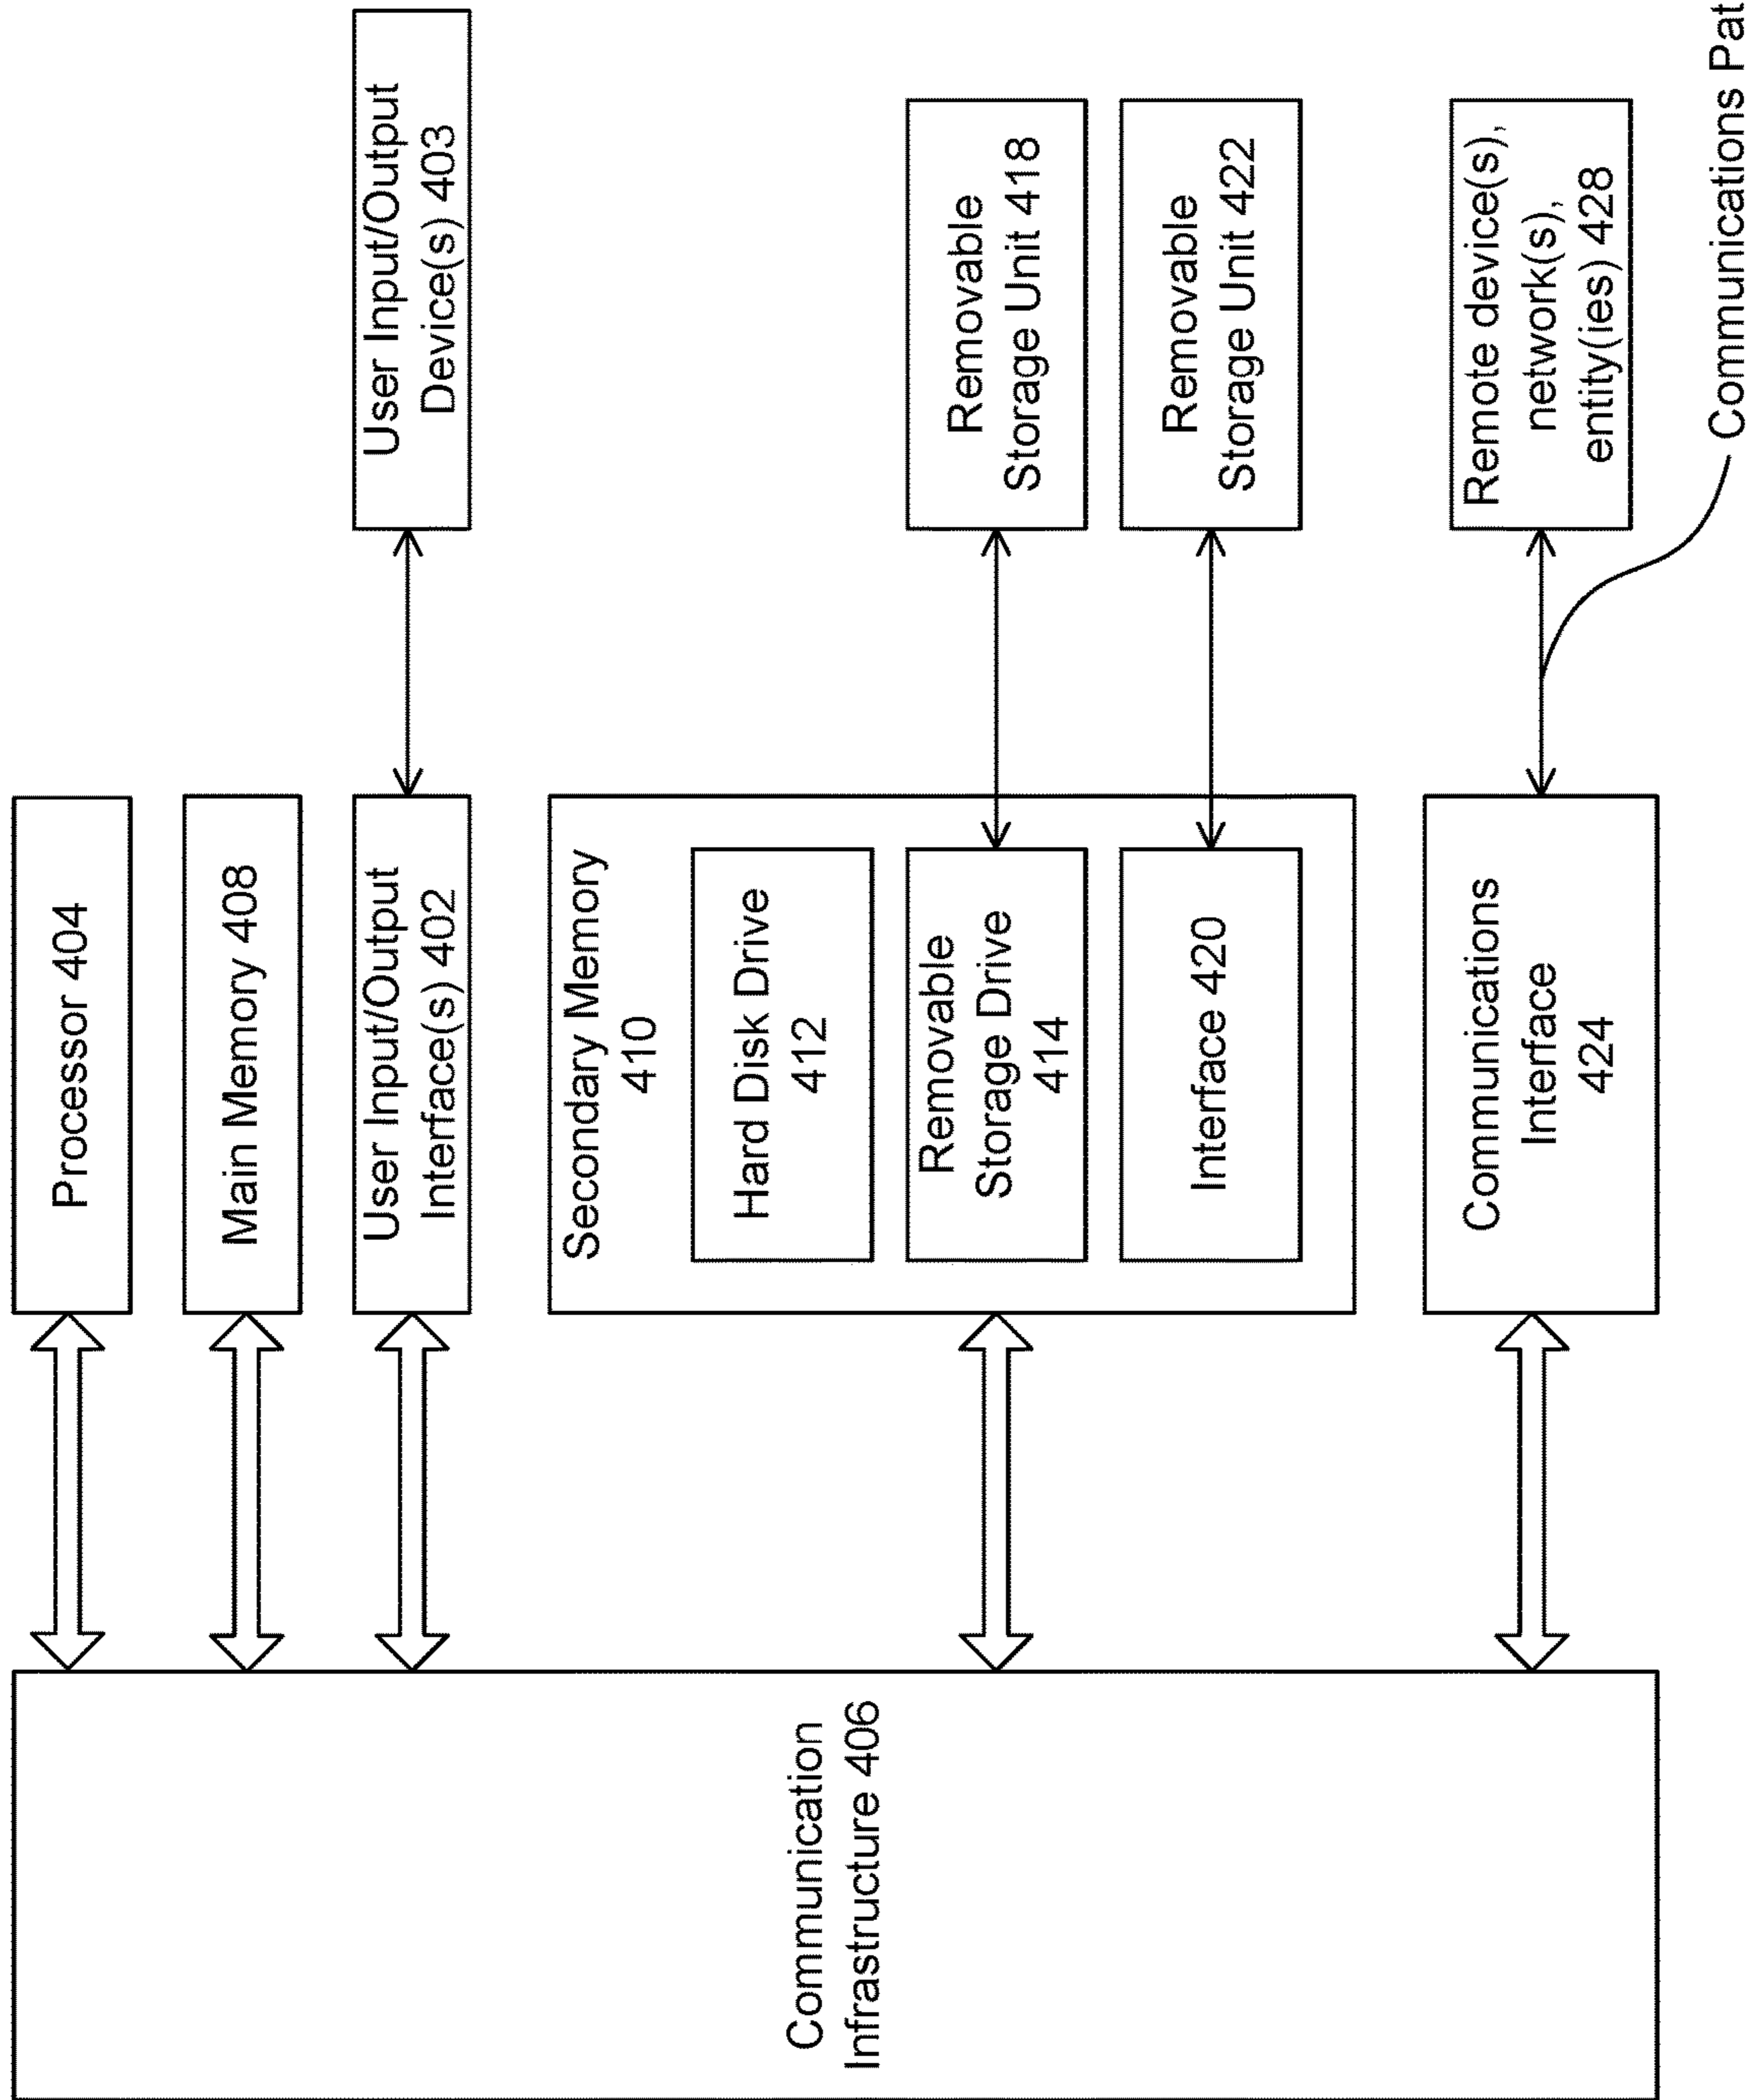 Processor 404
Main Memory 408
User Input/Output
Interface(s) 402
User Input/Output
Device(s) 403
Secondary Memory
410
Hard Disk Drive
412
Removable
Storage Drive
414
Interface 420
Removable
Storage Unit 418
Removable
Storage Unit 422
Communications
Interface
424
Remote device(s),
network(s),
entity(ies) 428
Communication
Infrastructure 406
Communications Pat